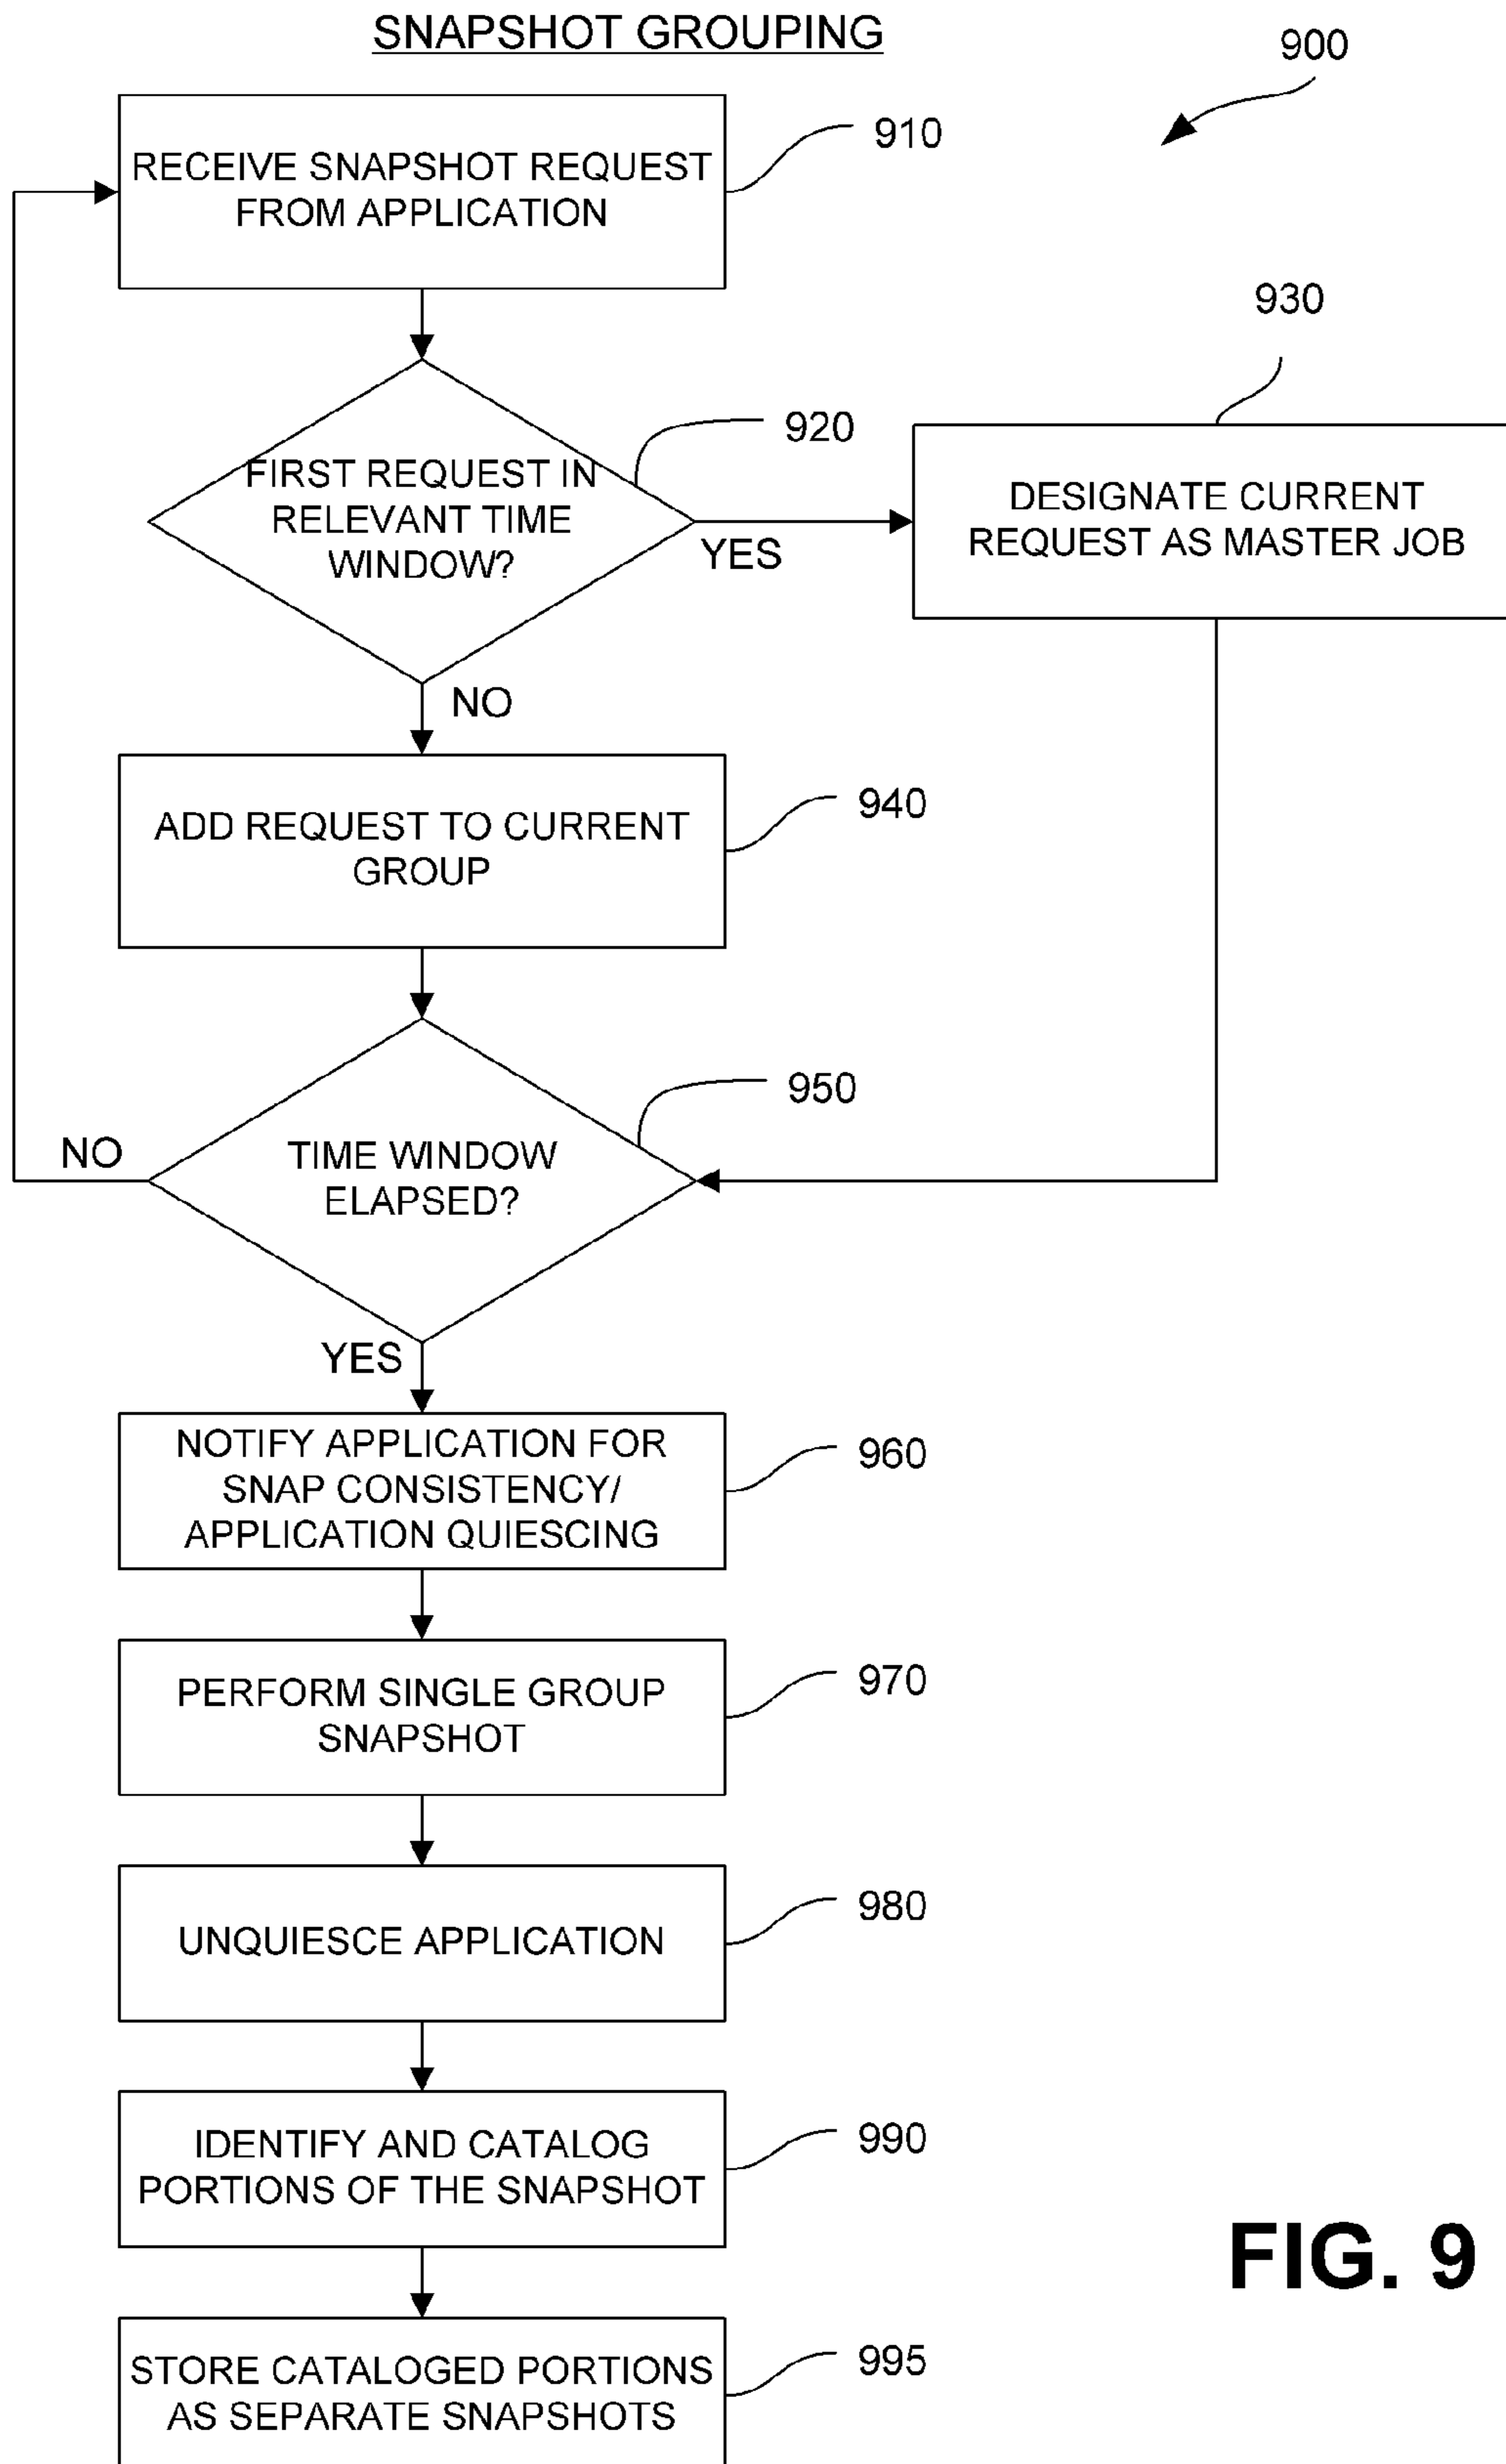 SNAPSHOT GROUPING
900
RECEIVE SNAPSHOT REQUEST
FROM APPLICATION
910
FIRST REQUEST IN
RELEVANT TIME
WINDOW?
920
YES
930
DESIGNATE CURRENT
REQUEST AS MASTER JOB
NO
ADD REQUEST TO CURRENT
GROUP
940
TIME WINDOW
ELAPSED?
950
NO
YES
NOTIFY APPLICATION FOR
SNAP CONSISTENCY/
APPLICATION QUIESCING
960
PERFORM SINGLE GROUP
SNAPSHOT
970
UNQUIESCE APPLICATION
980
IDENTIFY AND CATALOG
PORTIONS OF THE SNAPSHOT
990
STORE CATALOGED PORTIONS
AS SEPARATE SNAPSHOTS
995
FIG. 9